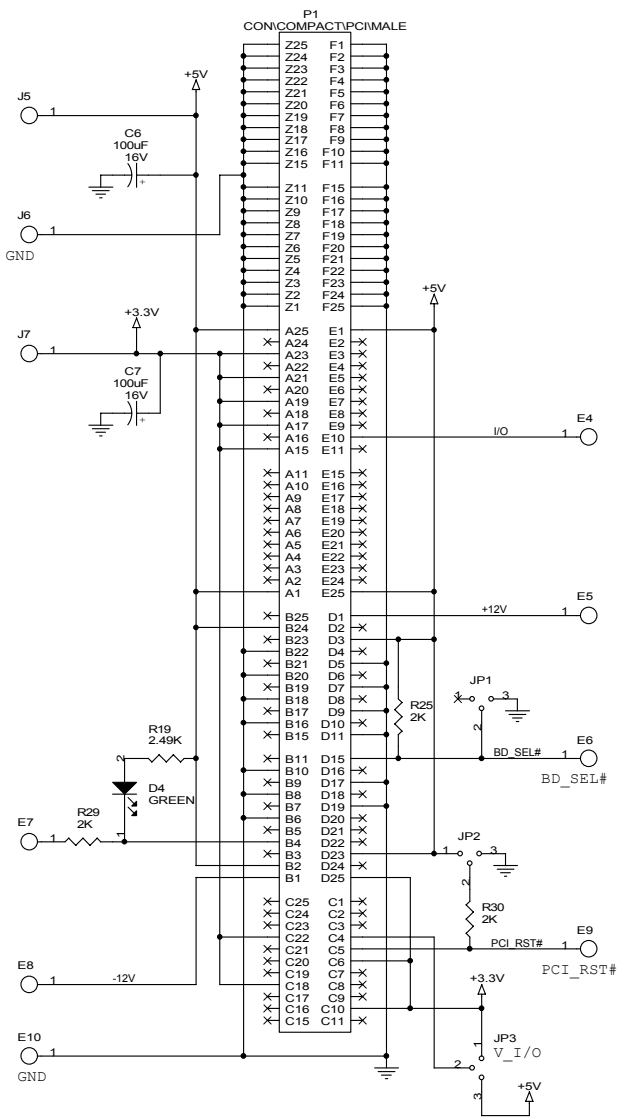 P1
CON\COMPACT\PCI\MALE
Z25 F1
Z24 F2
Z23 F3
Z22 F4
+5V Z21 F5
Z20 F6
J5 1 Z19 F7
Z18 F8
C6 Z17 F9
100uF Z16 F10
16V Z15 F11
+
Z11 F15
Z10 F16
Z9 F17
J6 Z8 F18
1 Z7 F19
Z6 F20
GND Z5 F21
Z4 F22
Z3 F23
Z2 F24 +5V
Z1 F25
+3.3V
A25 E1
J7 A24 E2
1 A23 E3
A22 E4
C7 A21 E5
100uF A20 E6
16V A19 E7
+ A18 E8
A17 E9
A16 E10 I/O 1 E4
A15 E11
A11 E15
A10 E16
A9 E17
A8 E18
A7 E19
A6 E20
A5 E21
A4 E22
A3 E23
A2 E24
A1 E25
E5
B25 D1 +12V 1
B24 D2
B23 D3
B22 D4
B21 D5 JP1
B20 D6
B19 D7 1 3
B18 D8 R25
B17 D9 2K
B16 D10 2
R19 B15 D11
2.49K
E6
B11 D15 BD_SEL# 1
2 B10 D16
B9 D17 BD_SEL#
D4 B8 D18
GREEN B7 D19
R29 B6 D20
2K 1 B5 D21
E7 1 B4 D22 JP2
B3 D23 1 3
B2 D24
B1 D25 2
C25 C1 R30
C24 C2 2K
C23 C3
C22 C4 E9
C21 C5 PCI_RST# 1
C20 C6
E8 C19 C7 PCI_RST#
1 -12V C18 C8 +3.3V
C17 C9
C16 C10
C15 C11
JP3
E10 1 V_I/O
1 2
GND
3 +5V